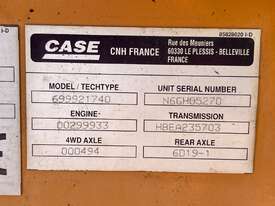 85828020 I-D
CASE
CNH FRANCE
Rue des Meuniers
60330 LE PLESSIS - BELLEVILLE
FRANCE
MODEL / TECHTYPE
UNIT SERIAL NUMBER
699921740
N6GH05270
ENGINE
TRANSMISSION
00299933
HBEA235703
4WD AXLE
REAR AXLE
000494
6D19-1